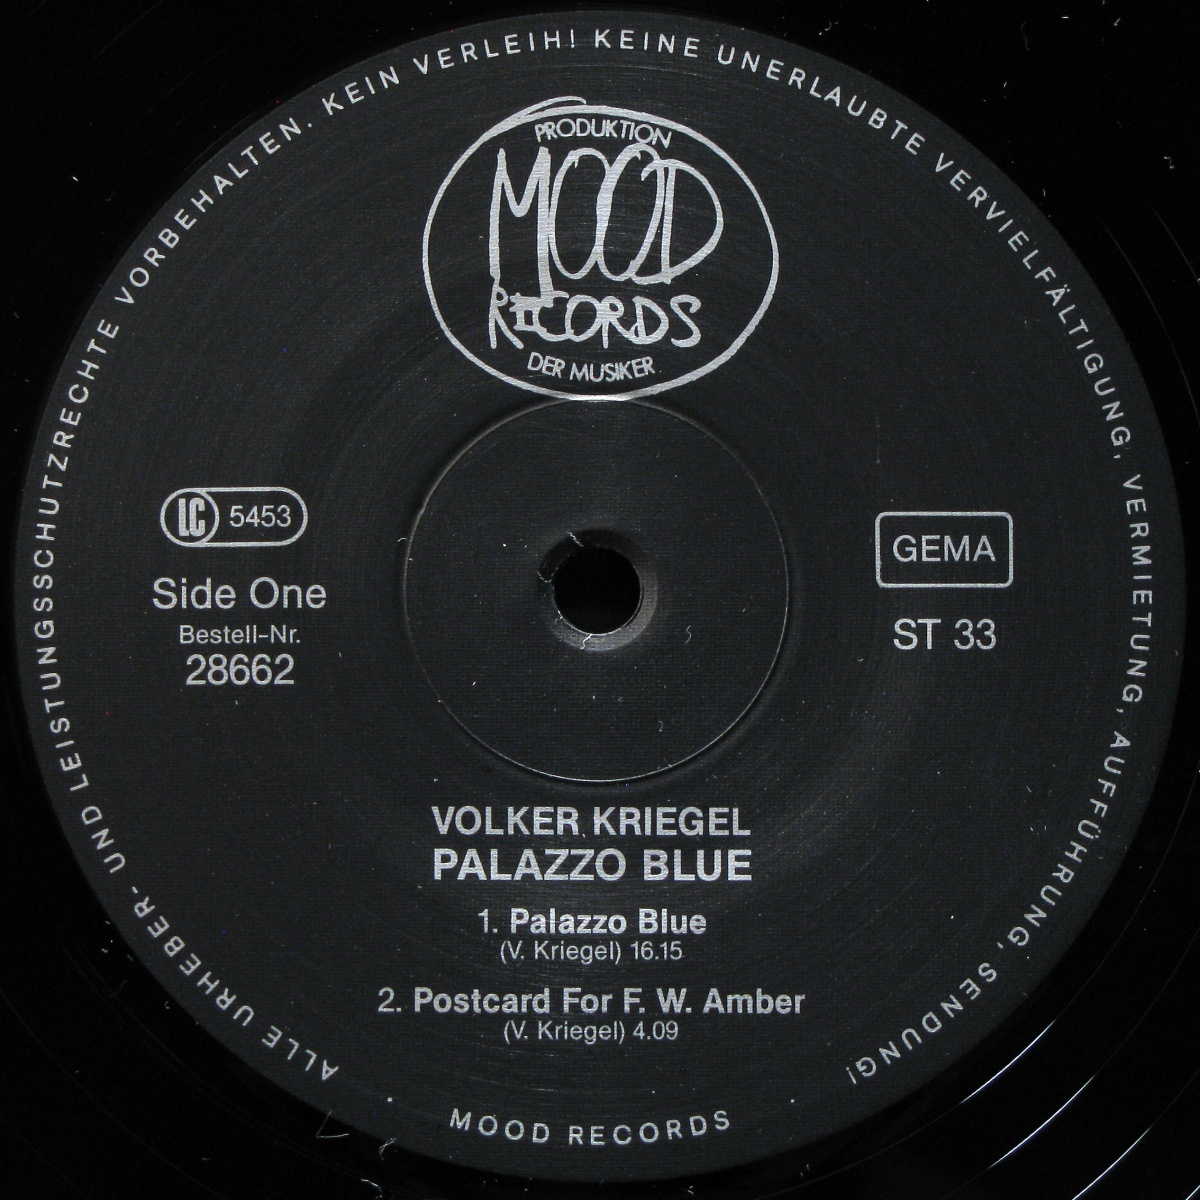 ALLE URHEBER- UND LEISTUNGSSCHUTZRECHTE VORBEHALTEN. KEIN VERLEIH! KEINE UNERLAUBTE VERVIELFÄLTIGUNG, VERMIETUNG, AUFFÜHRUNG, SENDUNG!
PRODUKTION
MOOD
RECORDS
DER MUSIKER
LC 5453
Side One
Bestell-Nr.
28662
GEMA
ST 33
VOLKER KRIEGEL
PALAZZO BLUE
1. Palazzo Blue
(V. Kriegel) 16.15
2. Postcard For F. W. Amber
(V. Kriegel) 4.09
MOOD RECORDS